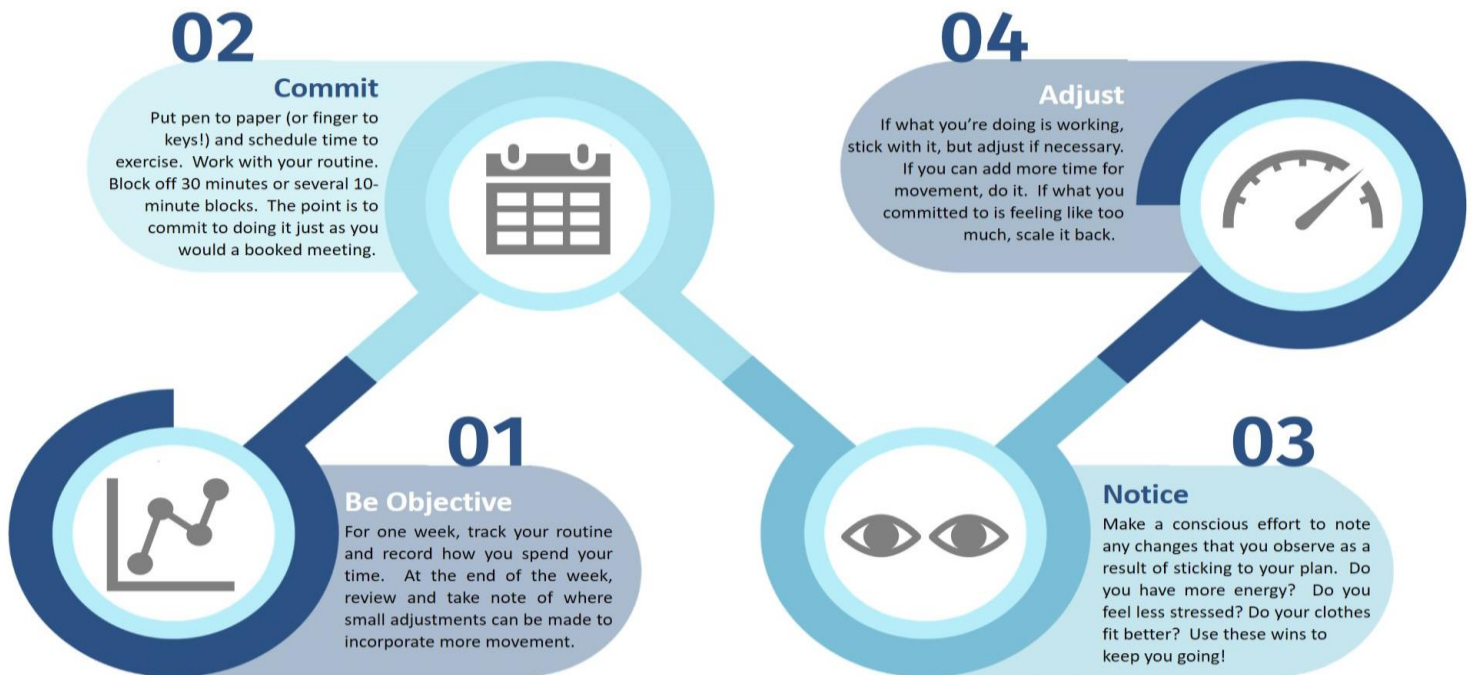 01
Be Objective
For one week, track your routine
and record how you spend your
time. At the end of the week,
review and take note of where
small adjustments can be made to
incorporate more movement.
02
Commit
Put pen to paper (or finger to
keys!) and schedule time to
exercise. Work with your routine.
Block off 30 minutes or several 10-
minute blocks. The point is to
commit to doing it just as you
would a booked meeting.
03
Notice
Make a conscious effort to note
any changes that you observe as a
result of sticking to your plan. Do
you have more energy? Do you
feel less stressed? Do your clothes
fit better? Use these wins to
keep you going!
04
Adjust
If what you’re doing is working,
stick with it, but adjust if necessary.
If you can add more time for
movement, do it. If what you
committed to is feeling like too
much, scale it back.